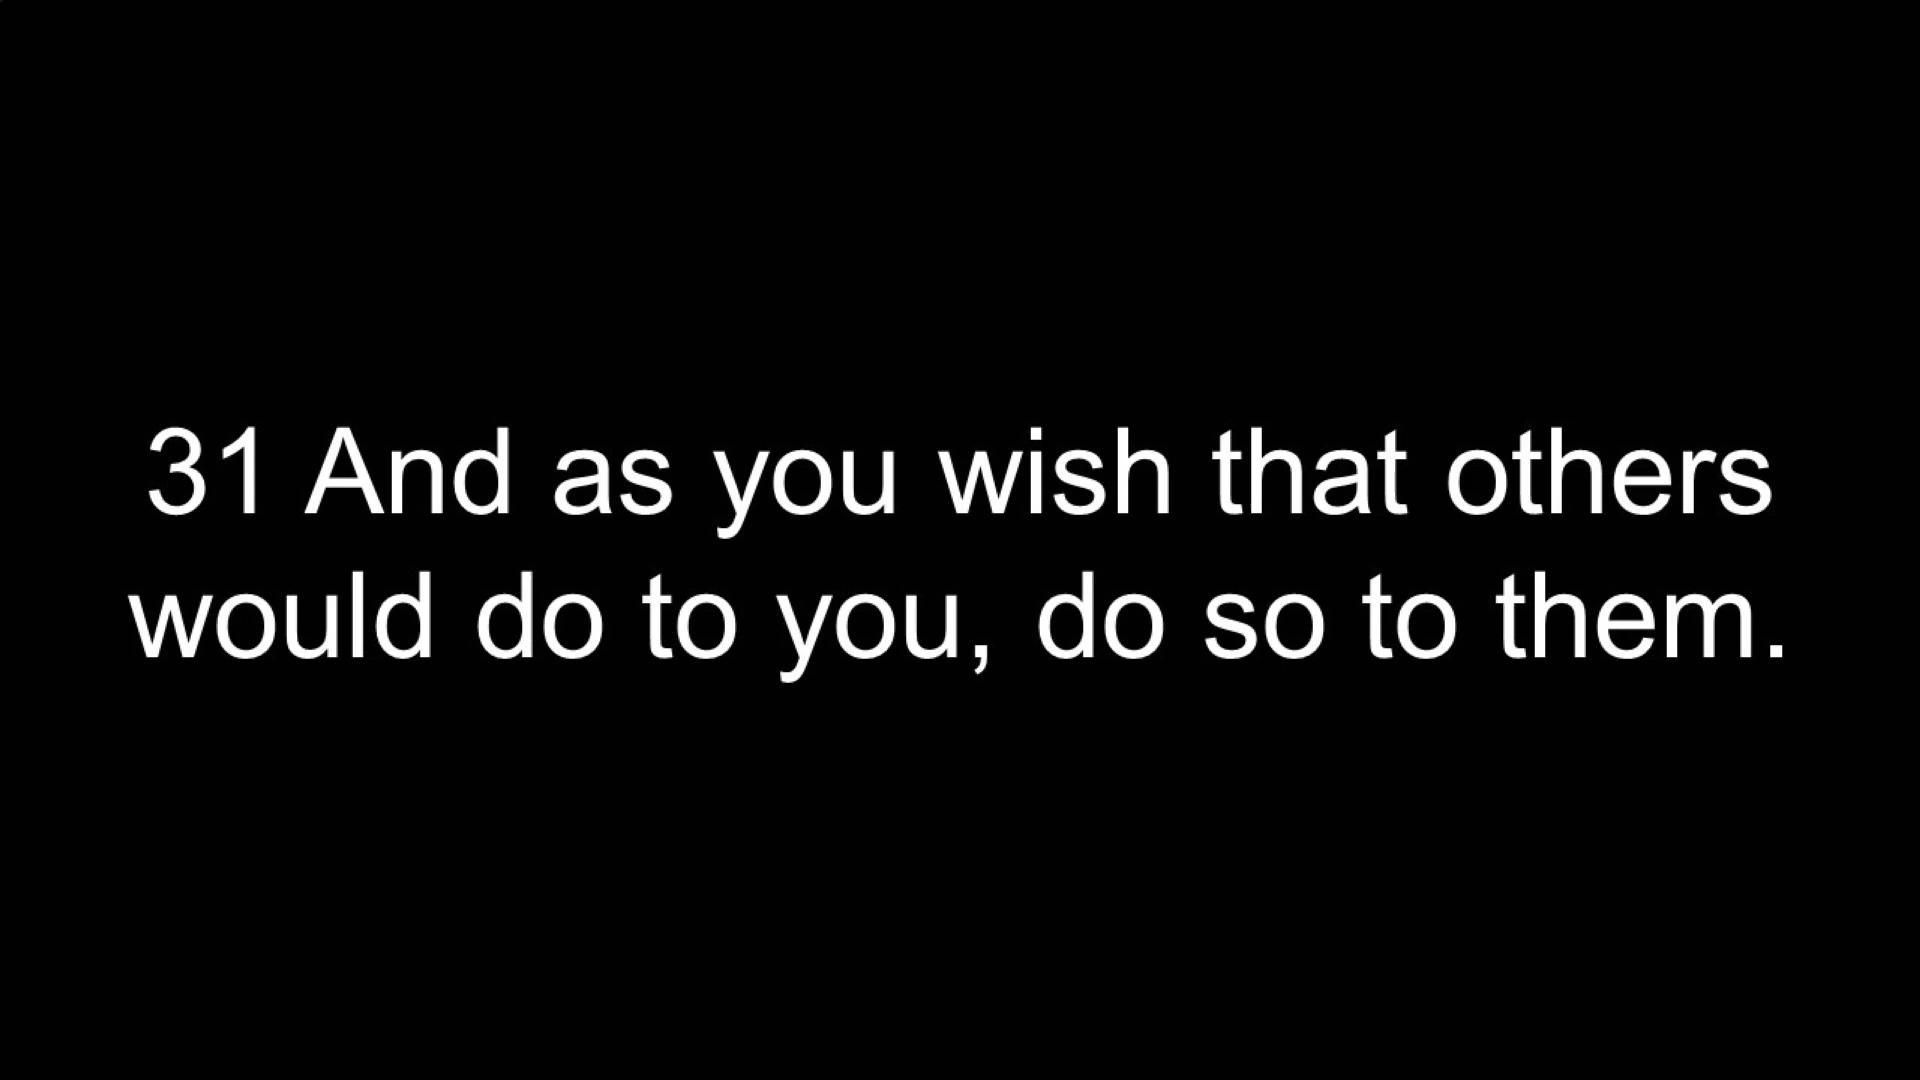 31 And as you wish that others
would do to you, do so to them.